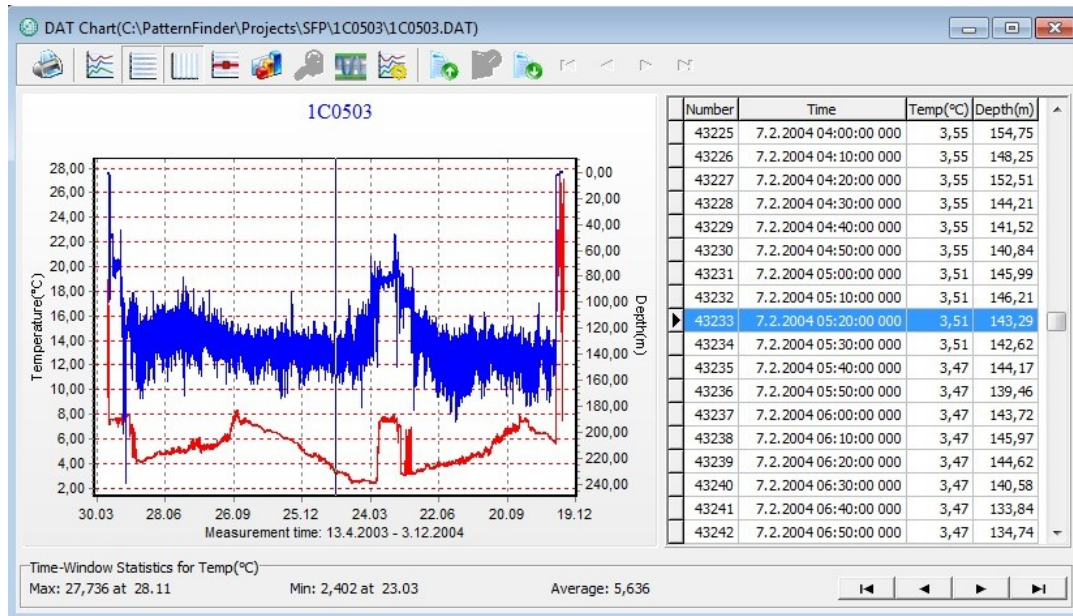 DAT Chart(C:\PatternFinder\Projects\SFP\1C0503\1C0503.DAT)
1C0503
28,00
26,00
24,00
22,00
20,00
18,00
16,00
14,00
12,00
10,00
8,00
6,00
4,00
2,00
Temperature(°C)
0,00
20,00
40,00
60,00
80,00
100,00
120,00
140,00
160,00
180,00
200,00
220,00
240,00
Depth(m)
30.03 28.06 26.09 25.12 24.03 22.06 20.09 19.12
Measurement time: 13.4.2003 - 3.12.2004
Number Time Temp(°C) Depth(m)
43225 7.2.2004 04:00:00 000 3,55 154,75
43226 7.2.2004 04:10:00 000 3,55 148,25
43227 7.2.2004 04:20:00 000 3,55 152,51
43228 7.2.2004 04:30:00 000 3,55 144,21
43229 7.2.2004 04:40:00 000 3,55 141,52
43230 7.2.2004 04:50:00 000 3,55 140,84
43231 7.2.2004 05:00:00 000 3,51 145,99
43232 7.2.2004 05:10:00 000 3,51 146,21
43233 7.2.2004 05:20:00 000 3,51 143,29
43234 7.2.2004 05:30:00 000 3,51 142,62
43235 7.2.2004 05:40:00 000 3,47 144,17
43236 7.2.2004 05:50:00 000 3,47 139,46
43237 7.2.2004 06:00:00 000 3,47 143,72
43238 7.2.2004 06:10:00 000 3,47 145,97
43239 7.2.2004 06:20:00 000 3,47 144,62
43240 7.2.2004 06:30:00 000 3,47 140,58
43241 7.2.2004 06:40:00 000 3,47 133,84
43242 7.2.2004 06:50:00 000 3,47 134,74
Time-Window Statistics for Temp(°C)
Max: 27,736 at 28.11 Min: 2,402 at 23.03 Average: 5,636